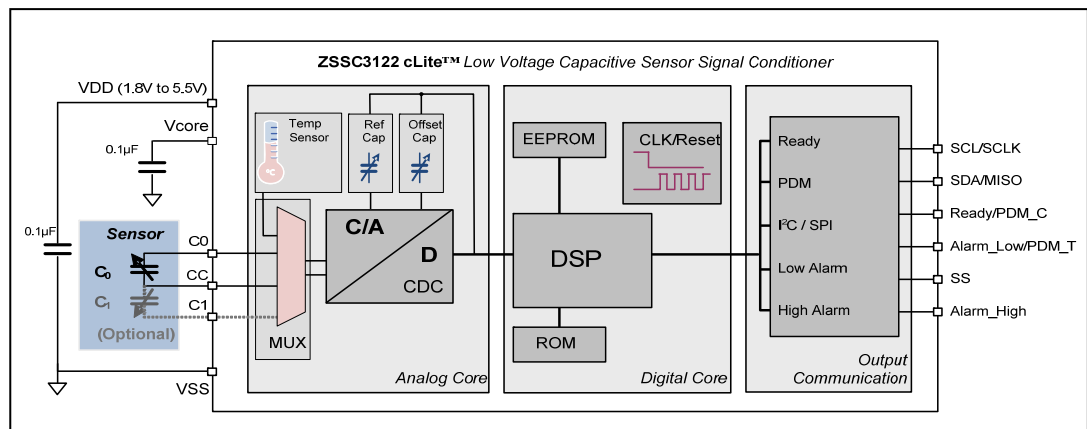 ZSSC3122 cLite™ Low Voltage Capacitive Sensor Signal Conditioner
VDD (1.8V to 5.5V)
Vcore
0.1µF
0.1µF
Sensor
C0
C0
CC
C1
C1
(Optional)
VSS
Temp
Sensor
°C
Ref
Cap
Offset
Cap
C/A
D
CDC
MUX
Analog Core
EEPROM
CLK/Reset
DSP
ROM
Digital Core
Ready
PDM
I²C / SPI
Low Alarm
High Alarm
Output
Communication
SCL/SCLK
SDA/MISO
Ready/PDM_C
Alarm_Low/PDM_T
SS
Alarm_High